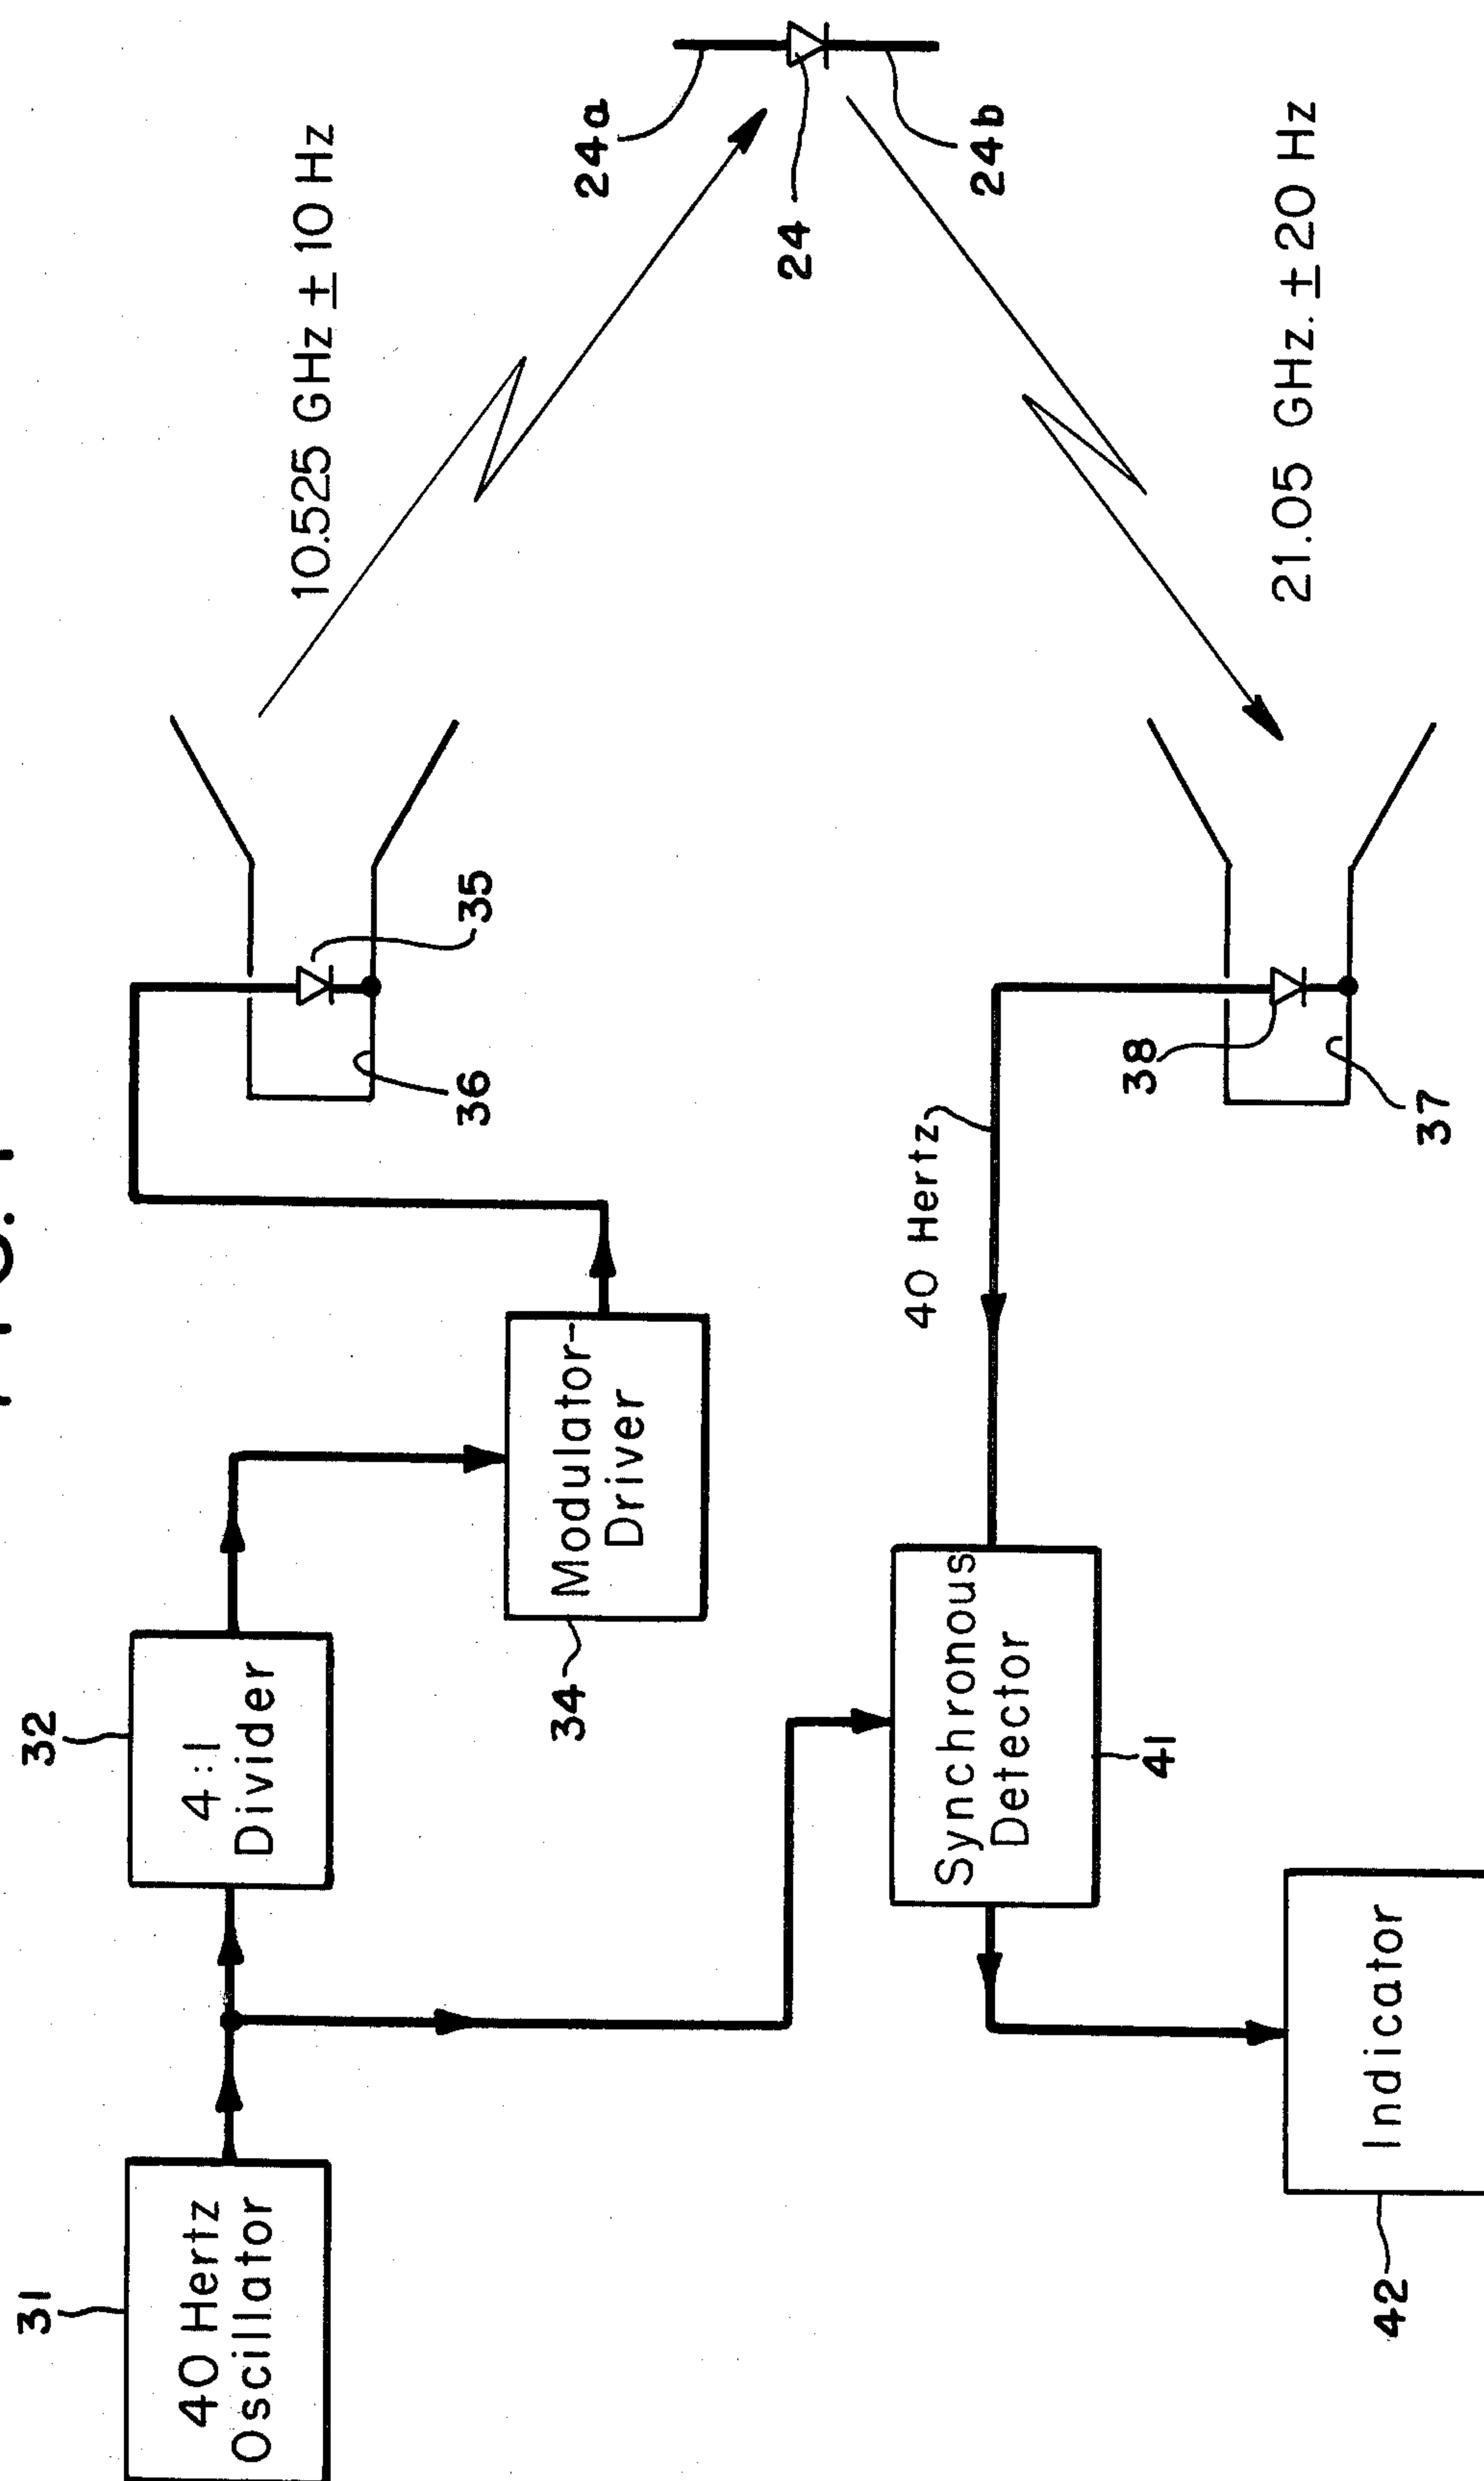 31
40 Hertz
Oscillator
32
4:1
Divider
34
Modulator-
Driver
36
35
10.525 GHz ± 10 Hz
24a
24
24b
21.05 GHz. ± 20 Hz
40 Hertz
38
37
Synchronous
Detector
41
Indicator
42